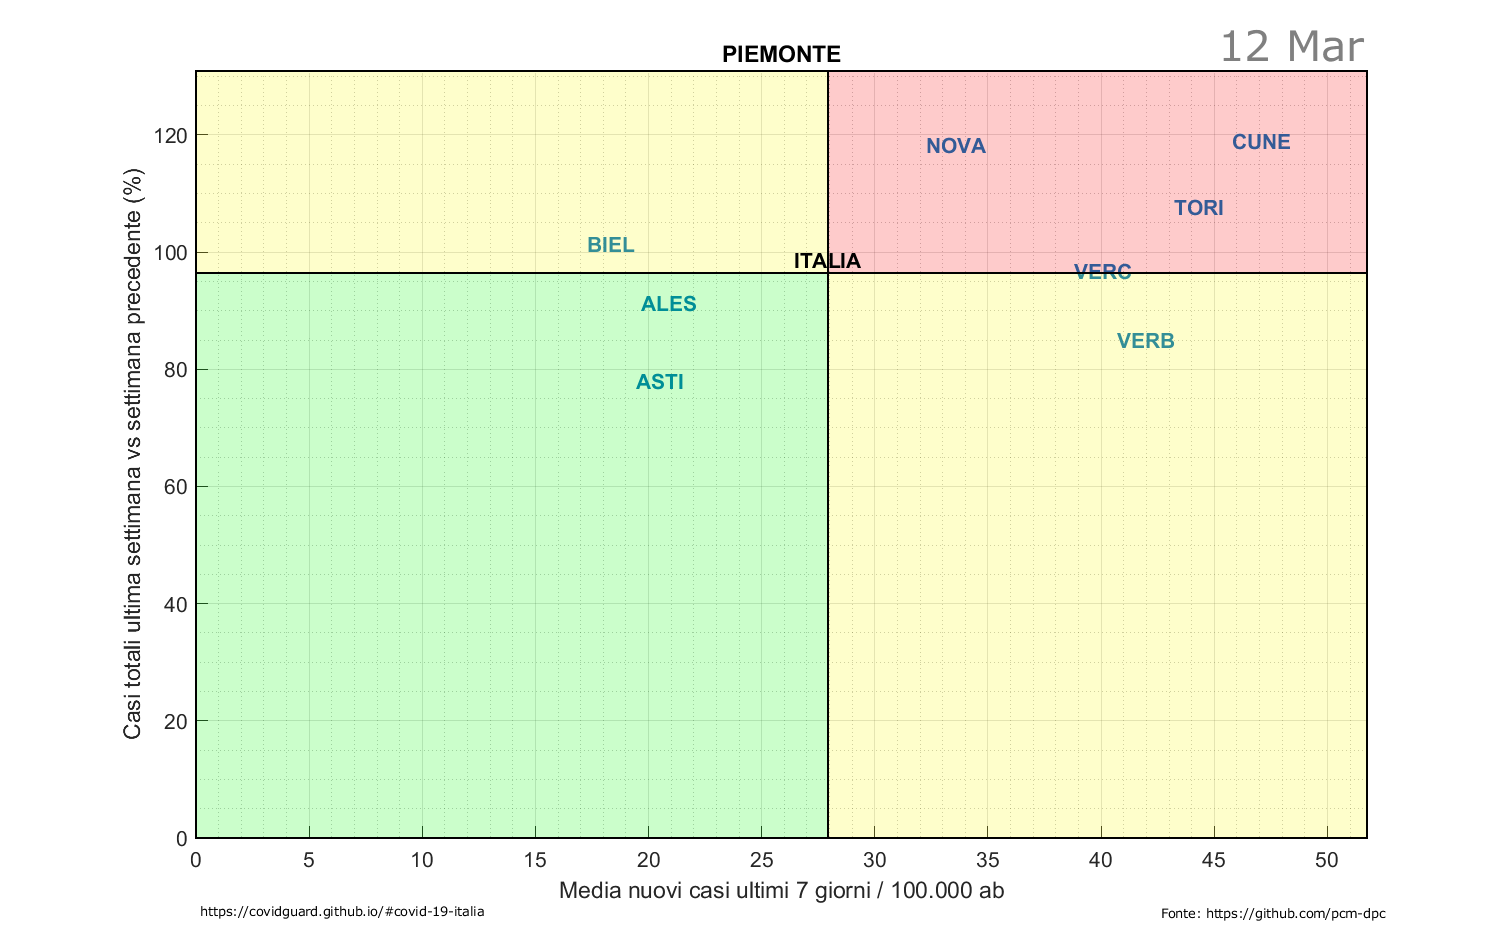 12 Mar
PIEMONTE
Casi totali ultima settimana vs settimana precedente (%)
120
100
80
60
40
20
0
NOVA
CUNE
TORI
BIEL
ITALIA
VERC
ALES
VERB
ASTI
0 5 10 15 20 25 30 35 40 45 50
Media nuovi casi ultimi 7 giorni / 100.000 ab
https://covidguard.github.io/#covid-19-italia
Fonte: https://github.com/pcm-dpc